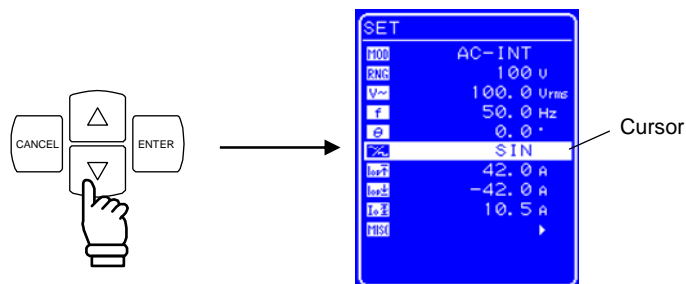 CANCEL
△
ENTER
▽
SET
MOD AC-INT
RNG 100 V
V~ 100.0 Vrms
f 50.0 Hz
θ 0.0 °
SIN
Cursor
42.0 A
-42.0 A
10.5 A
MISC